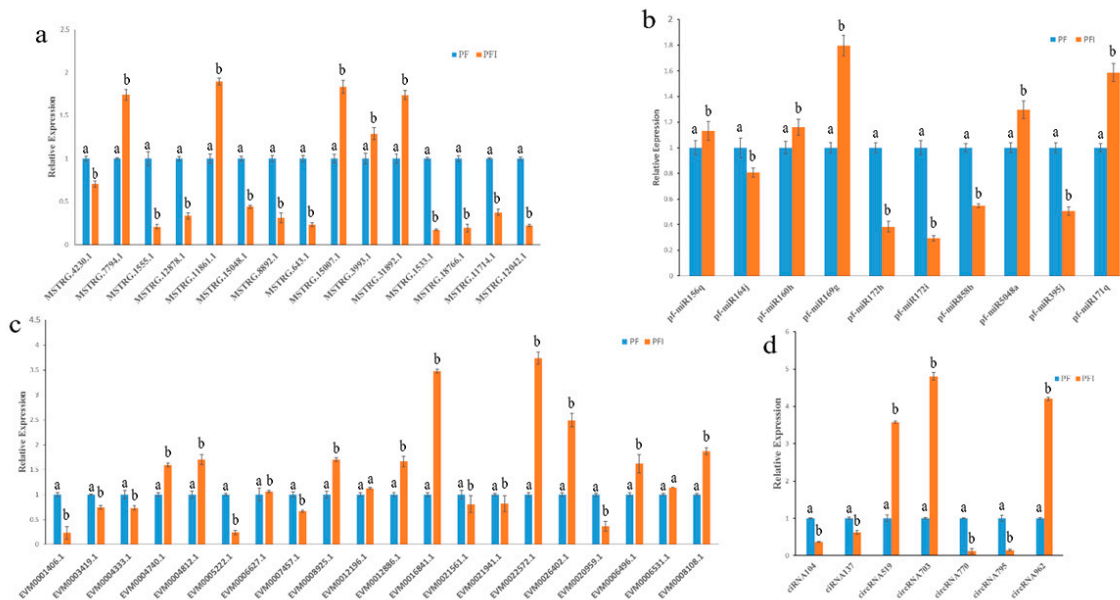 a
PF PFI
Relative Expression
2.5
2
1.5
1
0.5
0
a b a b a b a b a b a b a b a b a b a b a b a b a b a b a b
MSTRG.4230.1
MSTRG.7794.1
MSTRG.1555.1
MSTRG.12878.1
MSTRG.11861.1
MSTRG.15048.1
MSTRG.8892.1
MSTRG.643.1
MSTRG.15007.1
MSTRG.3993.1
MSTRG.31892.1
MSTRG.1533.1
MSTRG.18766.1
MSTRG.11714.1
MSTRG.12042.1
b
PF PFI
Relative Eepression
2
1.8
1.6
1.4
1.2
1
0.8
0.6
0.4
0.2
0
a b a b a b a b a b a b a b a b a b a b
pf-miR156q
pf-miR164j
pf-miR160h
pf-miR169g
pf-miR172h
pf-miR172i
pf-miR858b
pf-miR5048a
pf-miR395j
pf-miR171q
c
PF PFI
Relative Expression
4.5
4
3.5
3
2.5
2
1.5
1
0.5
0
a b a b a b a b a b a b a b a b a b a a a b a b a b a b a b a b a b a b a a a b
EVM0001406.1
EVM0003419.1
EVM0004333.1
EVM0004740.1
EVM0004812.1
EVM0005222.1
EVM0006627.1
EVM0007457.1
EVM0008925.1
EVM0012196.1
EVM0012886.1
EVM0016841.1
EVM0021561.1
EVM0021941.1
EVM0022572.1
EVM0026402.1
EVM0020959.1
EVM0006496.1
EVM0006531.1
EVM0008108.1
d
PF PFI
Relative Expression
6
5
4
3
2
1
0
a b a b a b a b a b a b a b
ciRNA104
ciRNA137
circRNA519
circRNA703
circRNA770
circRNA795
circRNA962